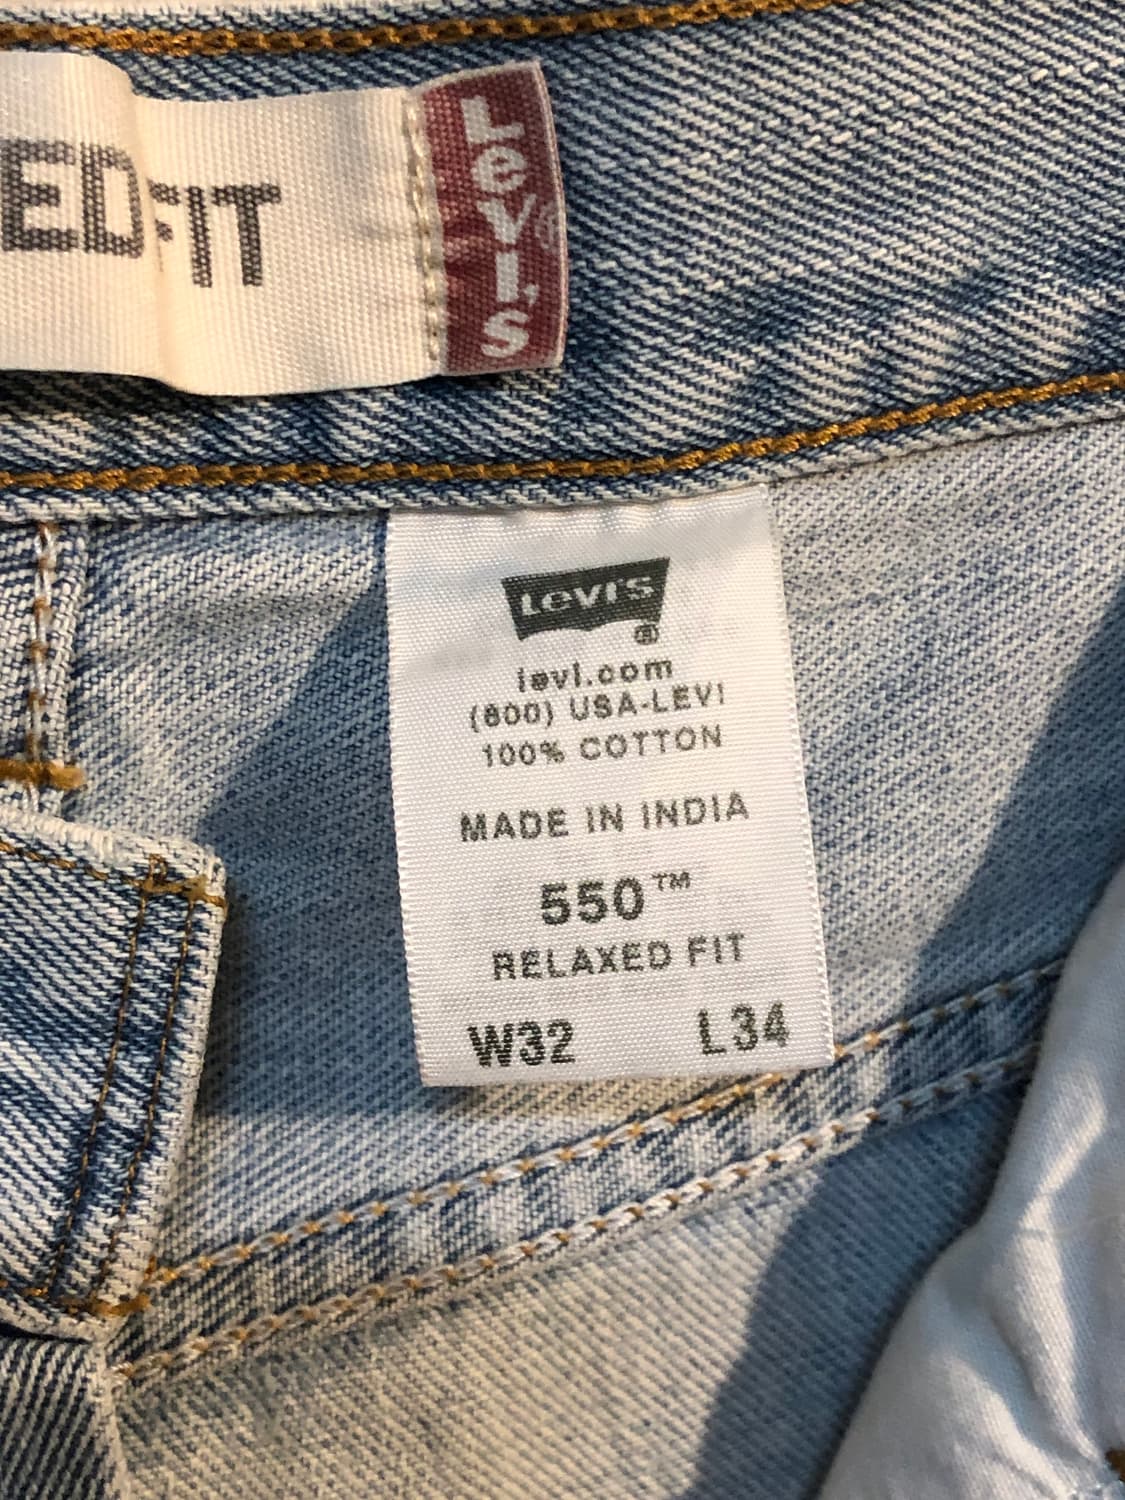 ED FIT
Levi's
LEVI'S
®
levi.com
(800) USA-LEVI
100% COTTON
MADE IN INDIA
550™
RELAXED FIT
W32 L34